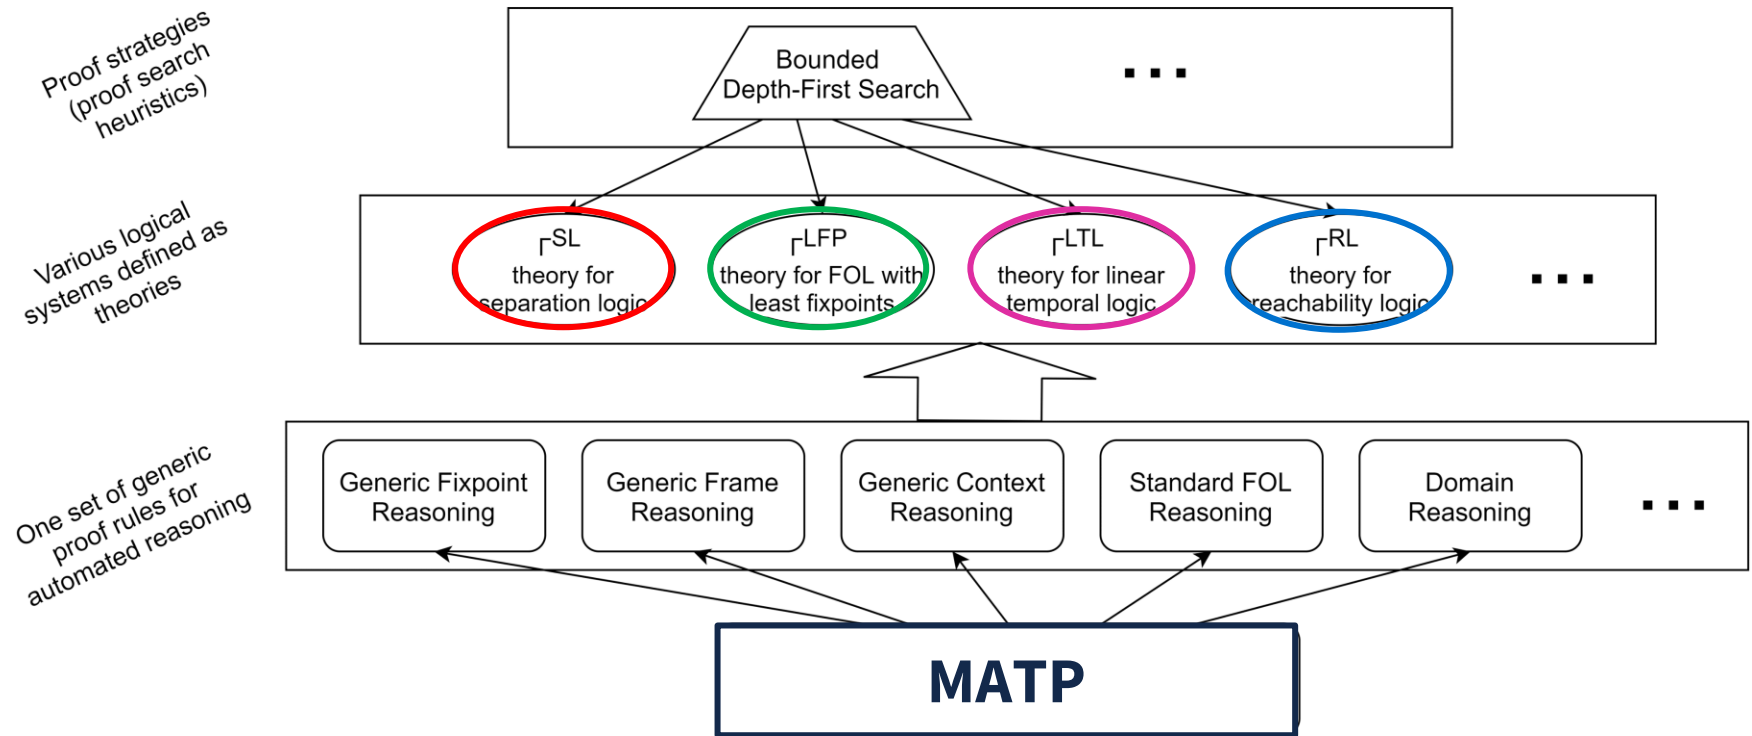 Proof strategies
(proof search
heuristics)
Bounded
Depth-First Search
...
Various logical
systems defined as
theories
┌SL
theory for
separation logic
┌LFP
theory for FOL with
least fixpoints
┌LTL
theory for linear
temporal logic
┌RL
theory for
reachability logic
...
One set of generic
proof rules for
automated reasoning
Generic Fixpoint
Reasoning
Generic Frame
Reasoning
Generic Context
Reasoning
Standard FOL
Reasoning
Domain
Reasoning
...
MATP